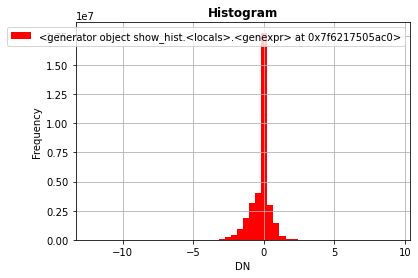 Histogram
1e7
<generator object show_hist.<locals>.<genexpr> at 0x7f6217505ac0>
1.50
1.25
1.00
0.75
0.50
0.25
0.00
Frequency
-10
-5
0
5
10
DN